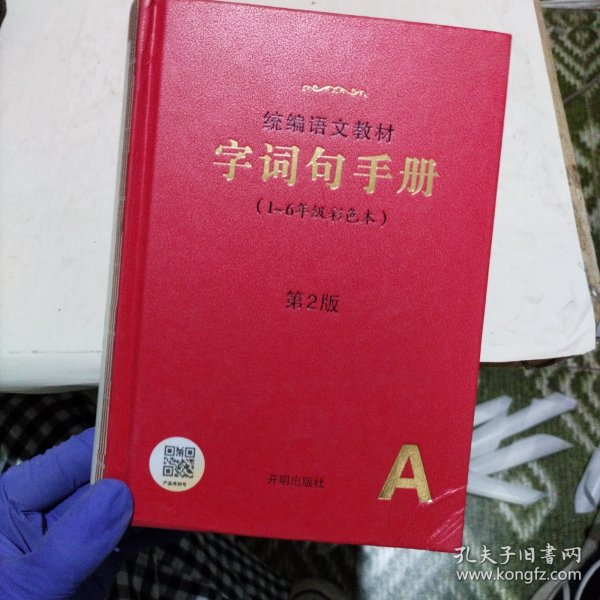 统编语文教材
字词句手册
(1~6年级彩色本)
第2版
开明出版社
A
孔夫子旧书网
www.kongfz.com